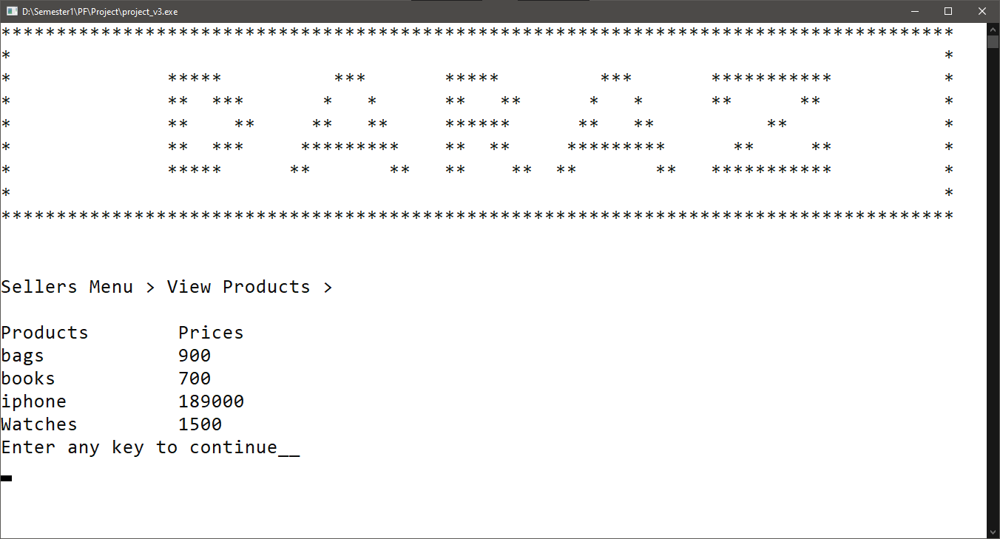 D:\Semester1\PF\Project\project_v3.exe
DARAZ
Sellers Menu > View Products >
Products Prices
bags 900
books 700
iphone 189000
Watches 1500
Enter any key to continue__